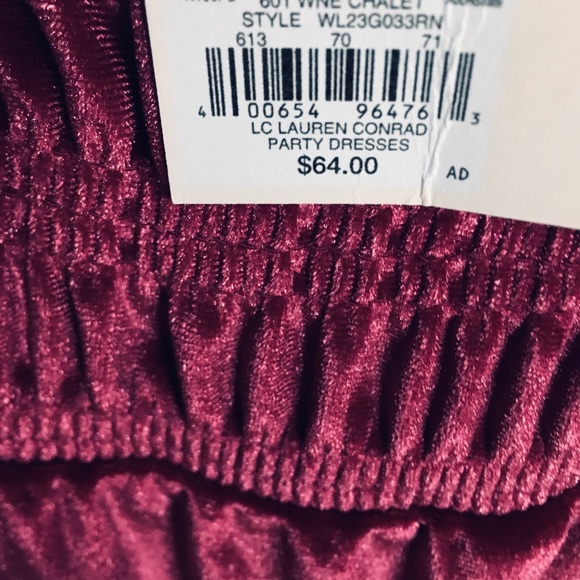 601 WNE CHALET
STYLE WL23G033RN
613 70 71
4 00654 96476 3
LC LAUREN CONRAD
PARTY DRESSES
$64.00 AD